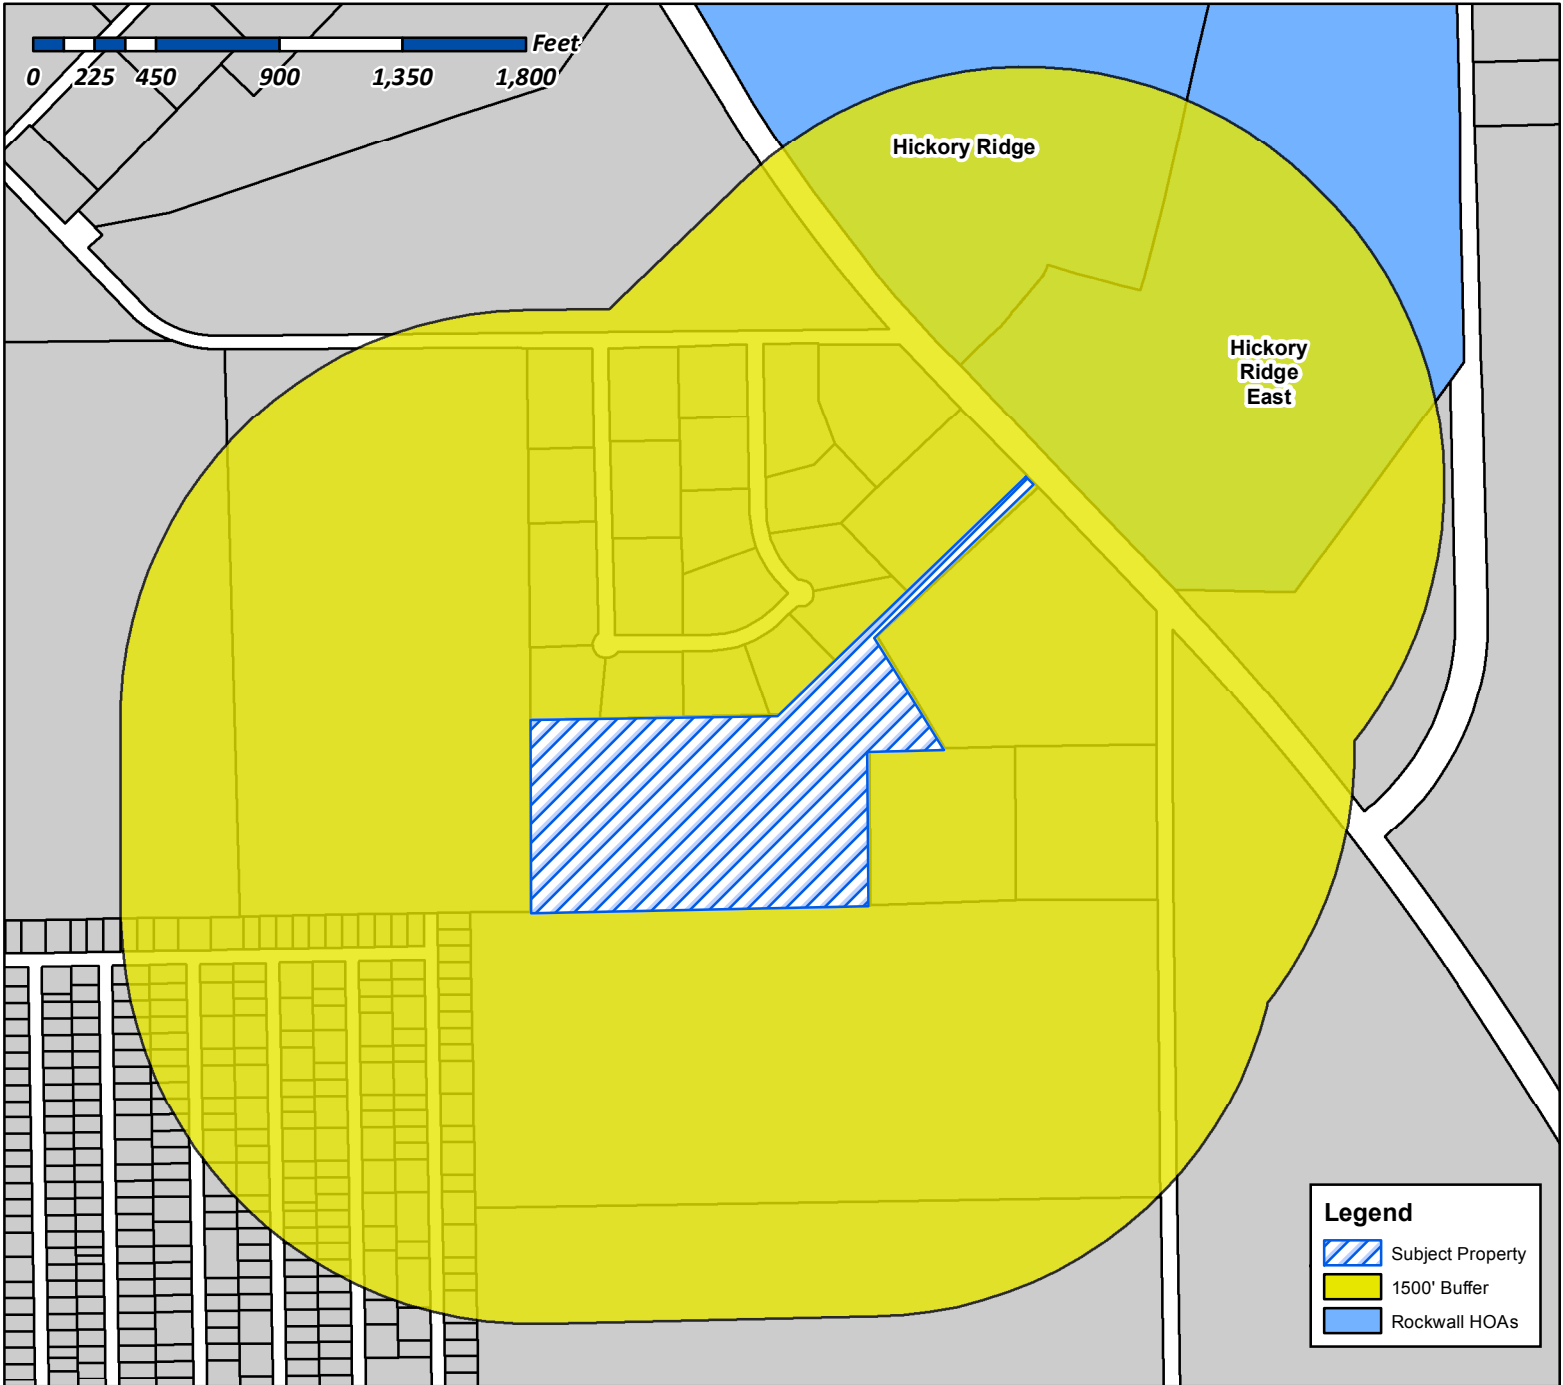 Feet
0 225 450 900 1,350 1,800
Hickory Ridge
Hickory
Ridge
East
Legend
Subject Property
1500' Buffer
Rockwall HOAs